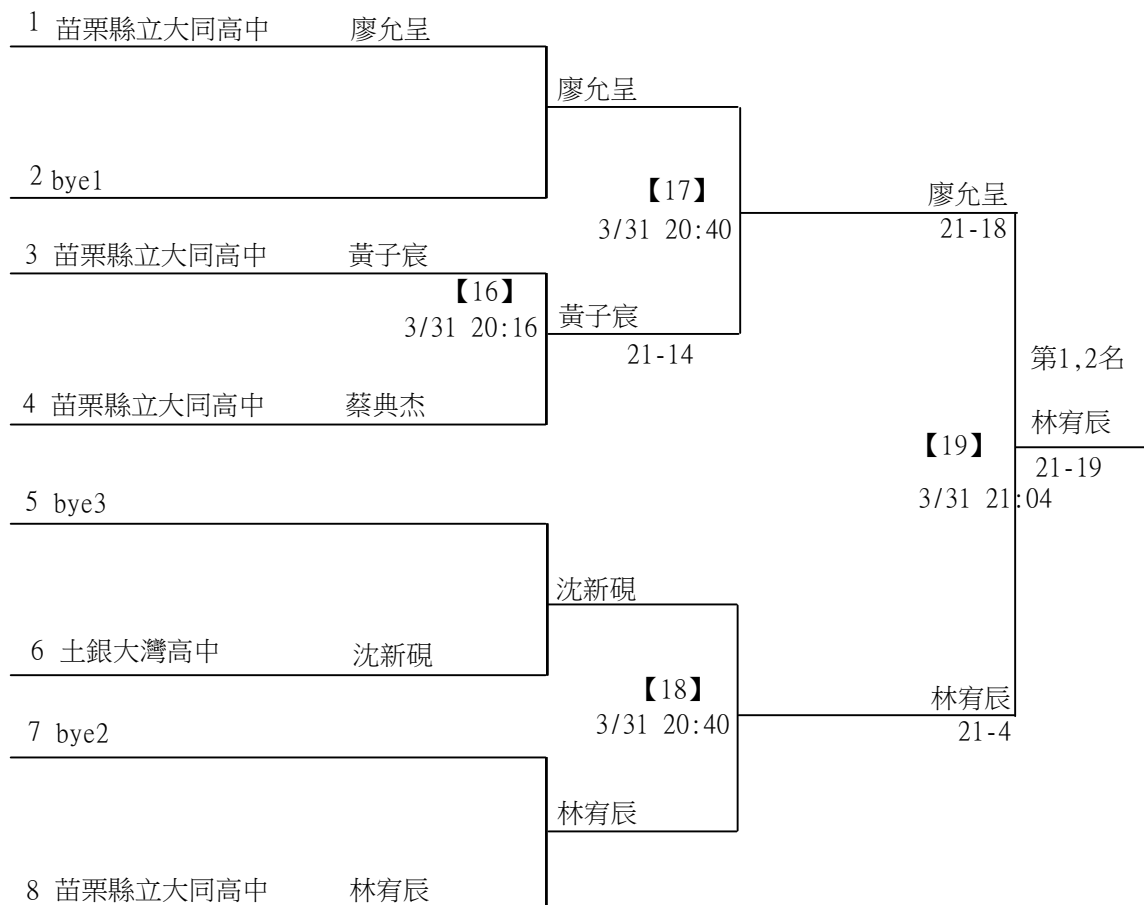 1 苗栗縣立大同高中 廖允呈
廖允呈
2 bye1
【17】
3/31 20:40
廖允呈
21-18
3 苗栗縣立大同高中 黃子宸
【16】
3/31 20:16
黃子宸
21-14
4 苗栗縣立大同高中 蔡典杰
第1,2名
林宥辰
21-19
【19】
3/31 21:04
5 bye3
沈新硯
6 土銀大灣高中 沈新硯
【18】
3/31 20:40
林宥辰
21-4
7 bye2
林宥辰
8 苗栗縣立大同高中 林宥辰